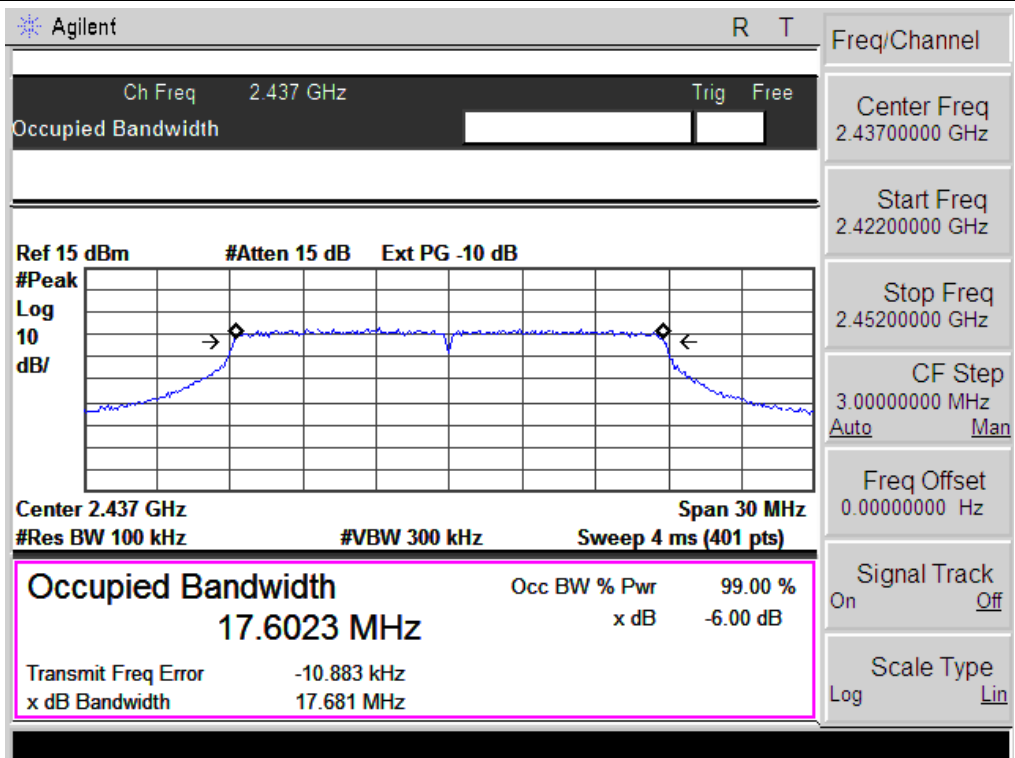 Agilent R T
Ch Freq 2.437 GHz Trig Free
Occupied Bandwidth
Ref 15 dBm #Atten 15 dB Ext PG -10 dB
#Peak
Log
10
dB/
Center 2.437 GHz Span 30 MHz
#Res BW 100 kHz #VBW 300 kHz Sweep 4 ms (401 pts)
Occupied Bandwidth Occ BW % Pwr 99.00 %
17.6023 MHz x dB -6.00 dB
Transmit Freq Error -10.883 kHz
x dB Bandwidth 17.681 MHz
Freq/Channel
Center Freq
2.43700000 GHz
Start Freq
2.42200000 GHz
Stop Freq
2.45200000 GHz
CF Step
3.00000000 MHz
Auto Man
Freq Offset
0.00000000 Hz
Signal Track
On Off
Scale Type
Log Lin